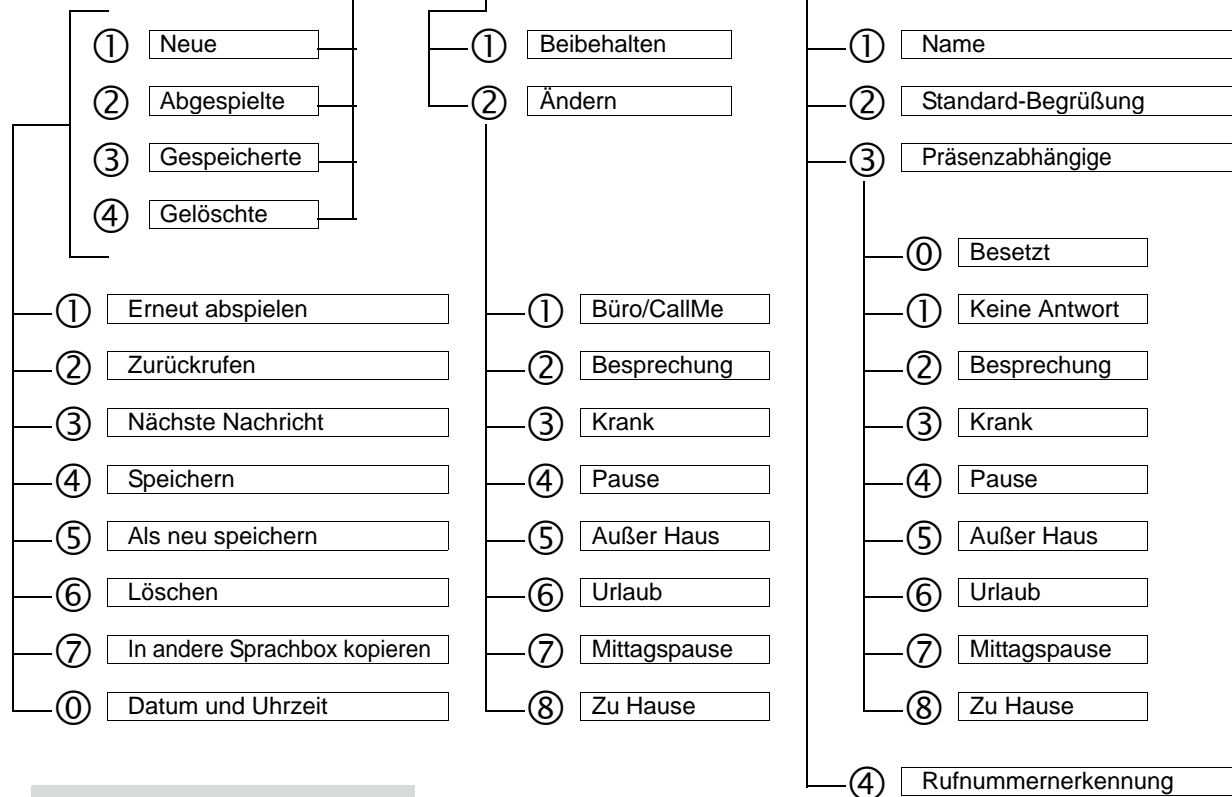 ① Neue
② Abgespielte
③ Gespeicherte
④ Gelöschte
① Erneut abspielen
② Zurückrufen
③ Nächste Nachricht
④ Speichern
⑤ Als neu speichern
⑥ Löschen
⑦ In andere Sprachbox kopieren
⓪ Datum und Uhrzeit
① Beibehalten
② Ändern
① Büro/CallMe
② Besprechung
③ Krank
④ Pause
⑤ Außer Haus
⑥ Urlaub
⑦ Mittagspause
⑧ Zu Hause
① Name
② Standard-Begrüßung
③ Präsenzabhängige
⓪ Besetzt
① Keine Antwort
② Besprechung
③ Krank
④ Pause
⑤ Außer Haus
⑥ Urlaub
⑦ Mittagspause
⑧ Zu Hause
④ Rufnummernerkennung